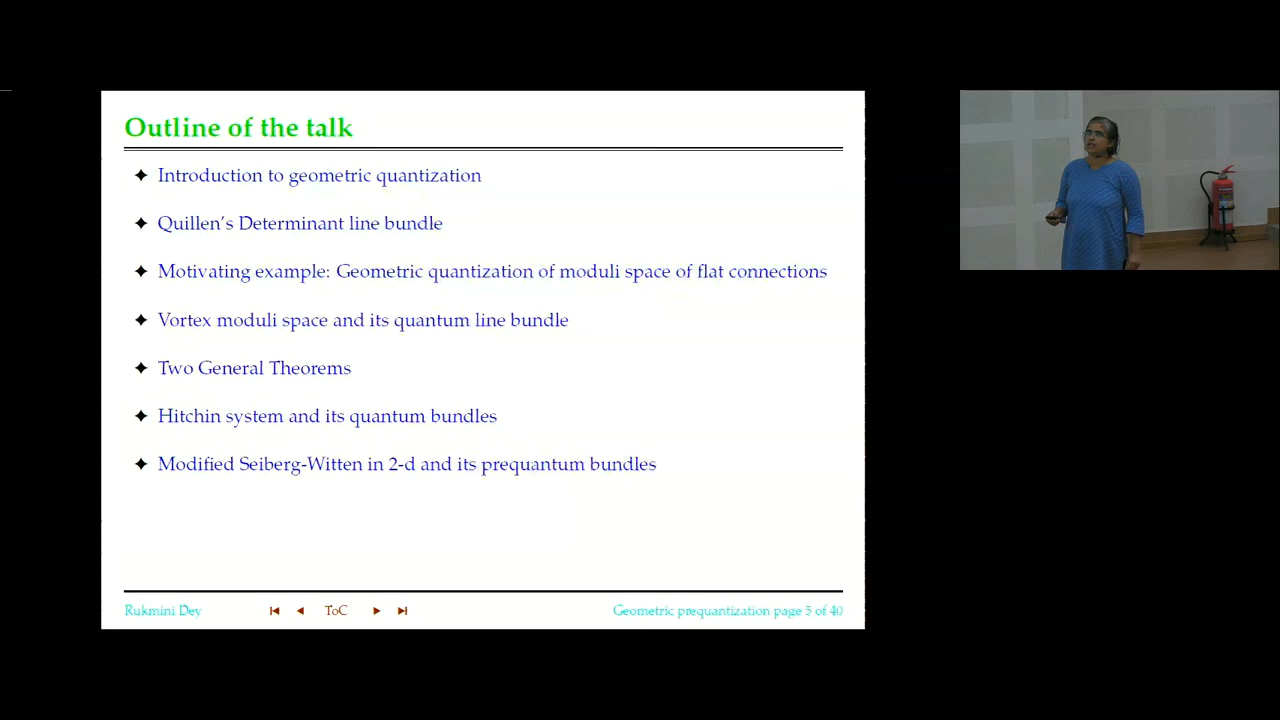 Outline of the talk
✦ Introduction to geometric quantization
✦ Quillen's Determinant line bundle
✦ Motivating example: Geometric quantization of moduli space of flat connections
✦ Vortex moduli space and its quantum line bundle
✦ Two General Theorems
✦ Hitchin system and its quantum bundles
✦ Modified Seiberg-Witten in 2-d and its prequantum bundles
Rukmini Dey ToC Geometric prequantization page 3 of 40